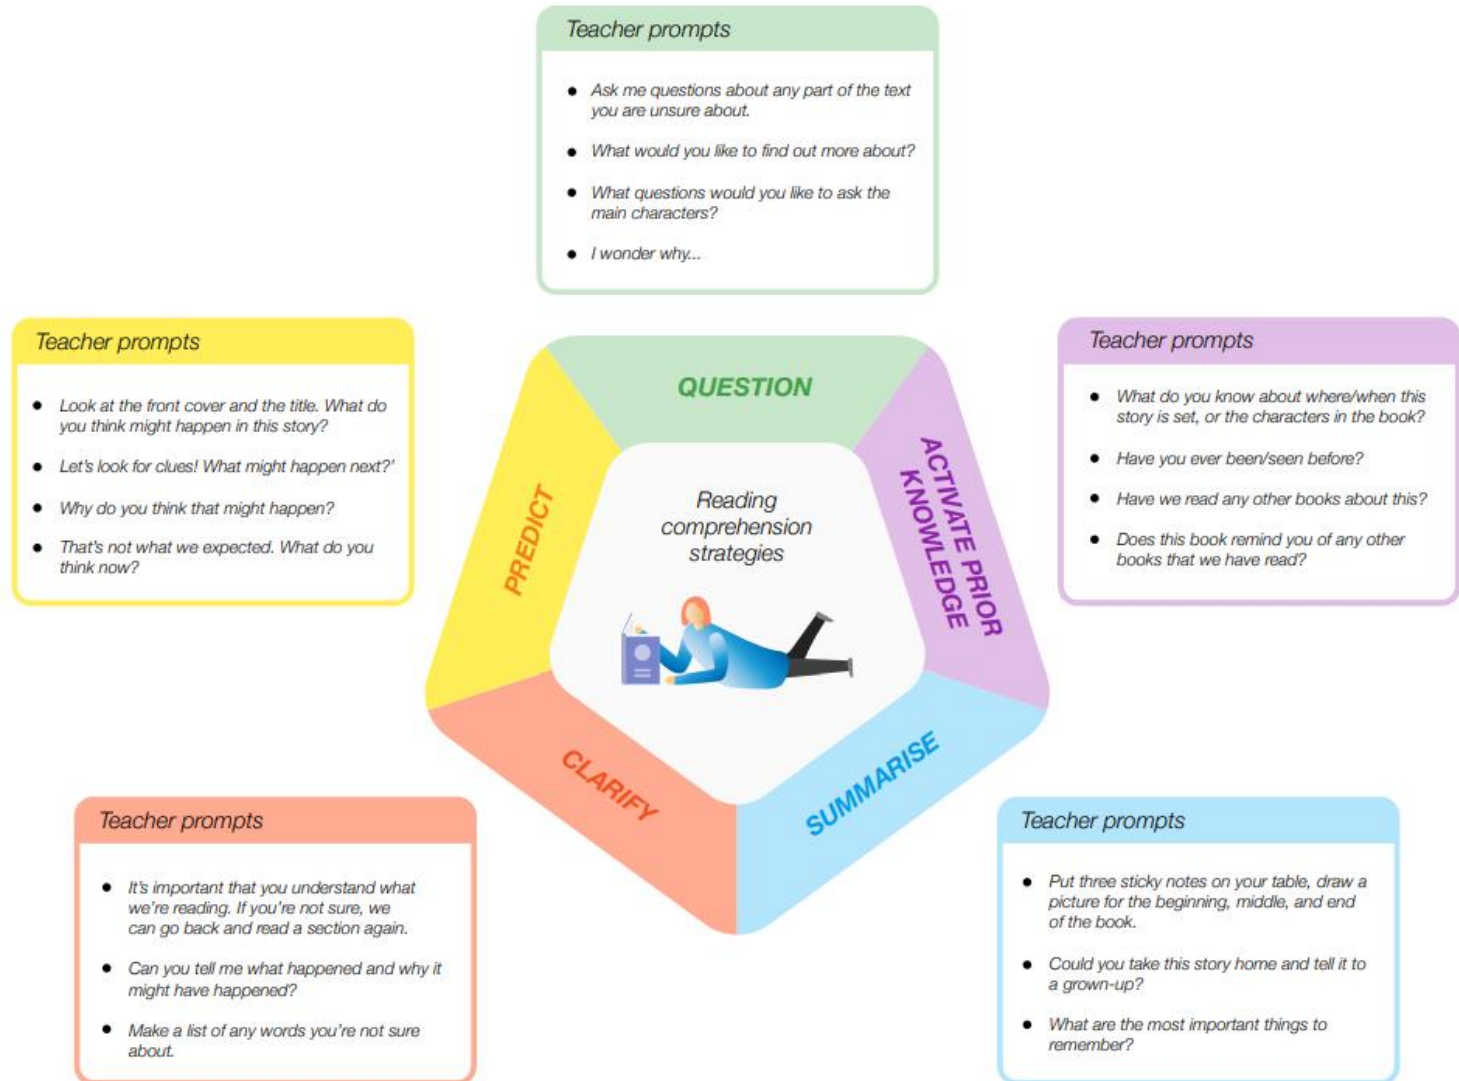 Teacher prompts
● Ask me questions about any part of the text
you are unsure about.
● What would you like to find out more about?
● What questions would you like to ask the
main characters?
● I wonder why...
Teacher prompts
● Look at the front cover and the title. What do
you think might happen in this story?
● Let's look for clues! What might happen next?'
● Why do you think that might happen?
● That's not what we expected. What do you
think now?
QUESTION
PREDICT
Reading
comprehension
strategies
ACTIVATE PRIOR
KNOWLEDGE
CLARIFY
SUMMARISE
Teacher prompts
● What do you know about where/when this
story is set, or the characters in the book?
● Have you ever been/seen before?
● Have we read any other books about this?
● Does this book remind you of any other
books that we have read?
Teacher prompts
● It's important that you understand what
we're reading. If you're not sure, we
can go back and read a section again.
● Can you tell me what happened and why it
might have happened?
● Make a list of any words you're not sure
about.
Teacher prompts
● Put three sticky notes on your table, draw a
picture for the beginning, middle, and end
of the book.
● Could you take this story home and tell it to
a grown-up?
● What are the most important things to
remember?